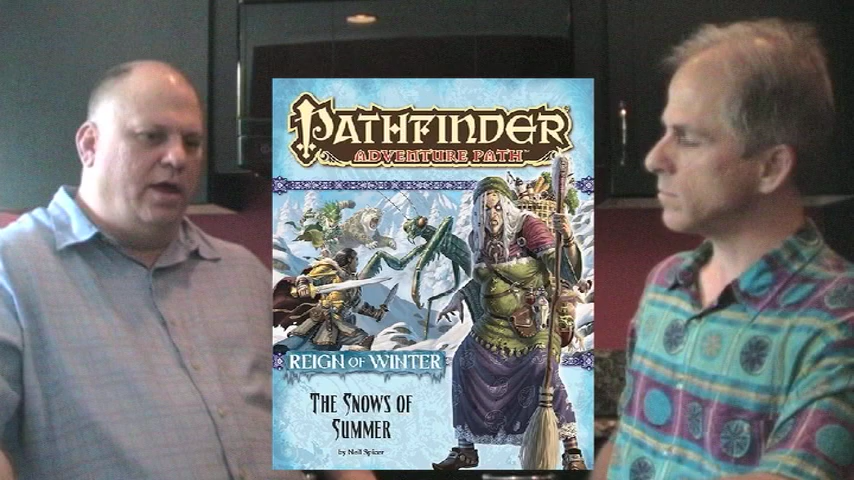 PATHFINDER
ADVENTURE PATH
REIGN OF WINTER
THE SNOWS OF
SUMMER
by Neil Spicer